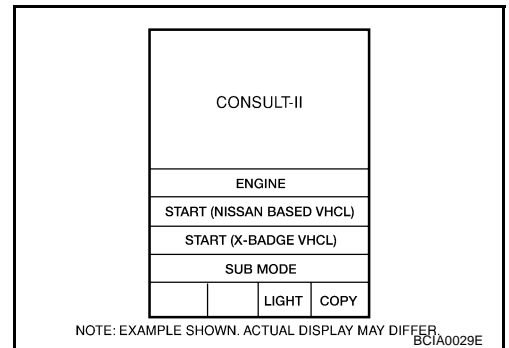 CONSULT-II
ENGINE
START (NISSAN BASED VHCL)
START (X-BADGE VHCL)
SUB MODE
LIGHT COPY
NOTE: EXAMPLE SHOWN. ACTUAL DISPLAY MAY DIFFER.
BCIA0029E